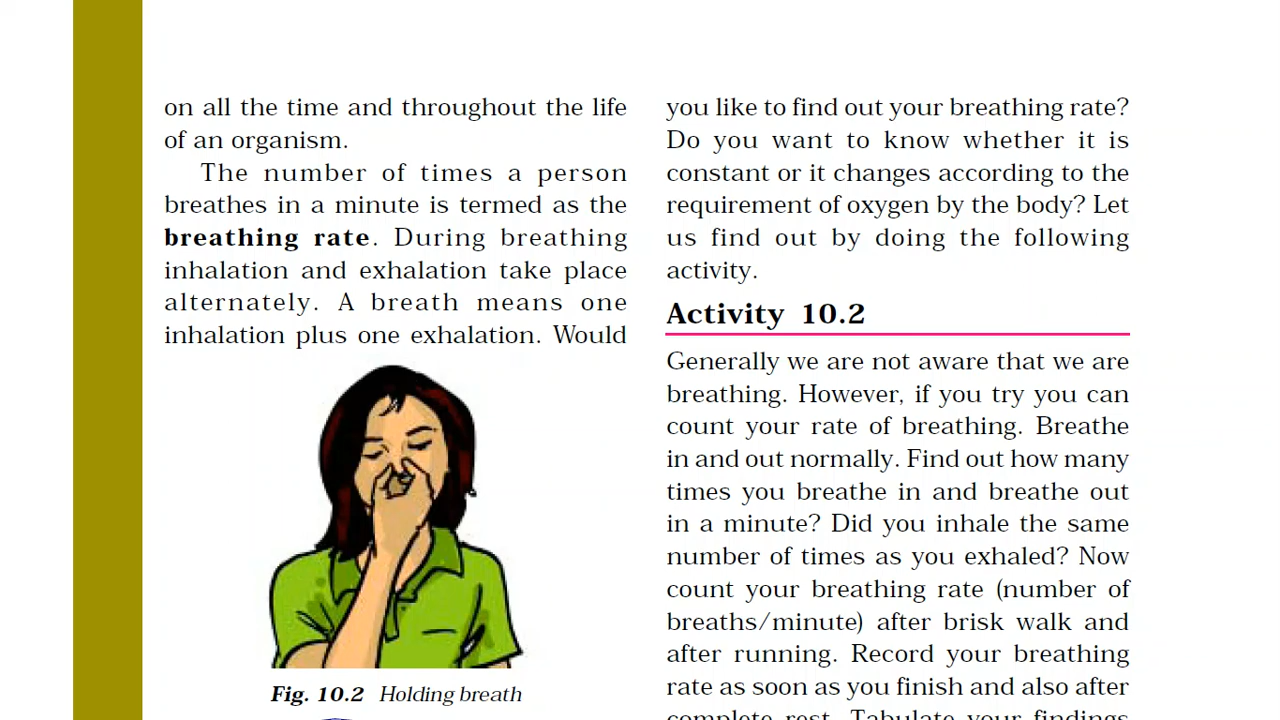 on all the time and throughout the life
of an organism.
The number of times a person
breathes in a minute is termed as the
breathing rate. During breathing
inhalation and exhalation take place
alternately. A breath means one
inhalation plus one exhalation. Would
Fig. 10.2 Holding breath
you like to find out your breathing rate?
Do you want to know whether it is
constant or it changes according to the
requirement of oxygen by the body? Let
us find out by doing the following
activity.
Activity 10.2
Generally we are not aware that we are
breathing. However, if you try you can
count your rate of breathing. Breathe
in and out normally. Find out how many
times you breathe in and breathe out
in a minute? Did you inhale the same
number of times as you exhaled? Now
count your breathing rate (number of
breaths/minute) after brisk walk and
after running. Record your breathing
rate as soon as you finish and also after
complete rest. Tabulate your findings